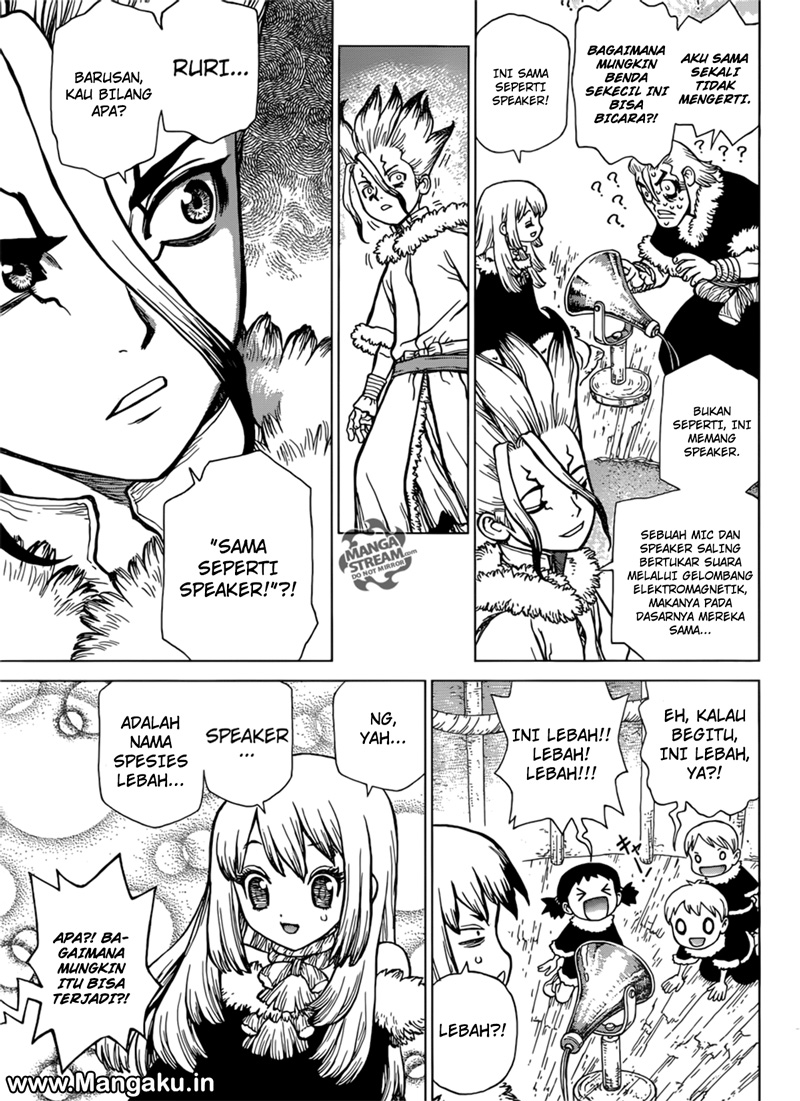 AKU SAMA
SEKALI
TIDAK
MENGERTI.
BAGAIMANA
MUNGKIN
BENDA
SEKECIL INI
BISA
BICARA?!
INI SAMA
SEPERTI
SPEAKER!
BUKAN
SEPERTI, INI
MEMANG
SPEAKER.
SEBUAH MIC DAN
SPEAKER SALING
BERTUKAR SUARA
MELALUI GELOMBANG
ELEKTROMAGNETIK,
MAKANYA PADA
DASARNYA MEREKA
SAMA...
RURI...
BARUSAN,
KAU BILANG
APA?
"SAMA
SEPERTI
SPEAKER!"?!
MANGA
STREAM.com
DO NOT MIRROR
EH, KALAU
BEGITU,
INI LEBAH,
YA?!
INI LEBAH!!
LEBAH!
LEBAH!!!
LEBAH?!
NG,
YAH...
SPEAKER
...
ADALAH
NAMA
SPESIES
LEBAH...
APA?! BA-
GAIMANA
MUNGKIN
ITU BISA
TERJADI?!
www.Mangaku.in